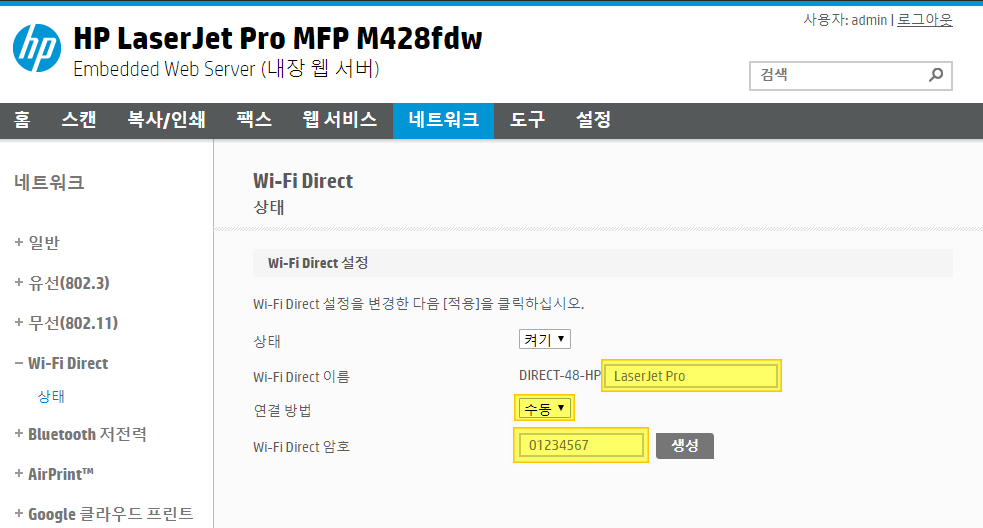 사용자: admin | 로그아웃
hp
HP LaserJet Pro MFP M428fdw
Embedded Web Server (내장 웹 서버)
검색
홈 스캔 복사/인쇄 팩스 웹 서비스 네트워크 도구 설정
네트워크
+ 일반
+ 유선(802.3)
+ 무선(802.11)
− Wi-Fi Direct
상태
+ Bluetooth 저전력
+ AirPrint™
+ Google 클라우드 프린트
Wi-Fi Direct
상태
Wi-Fi Direct 설정
Wi-Fi Direct 설정을 변경한 다음 [적용]을 클릭하십시오.
상태 켜기
Wi-Fi Direct 이름 DIRECT-48-HP LaserJet Pro
연결 방법 수동
Wi-Fi Direct 암호 01234567 생성